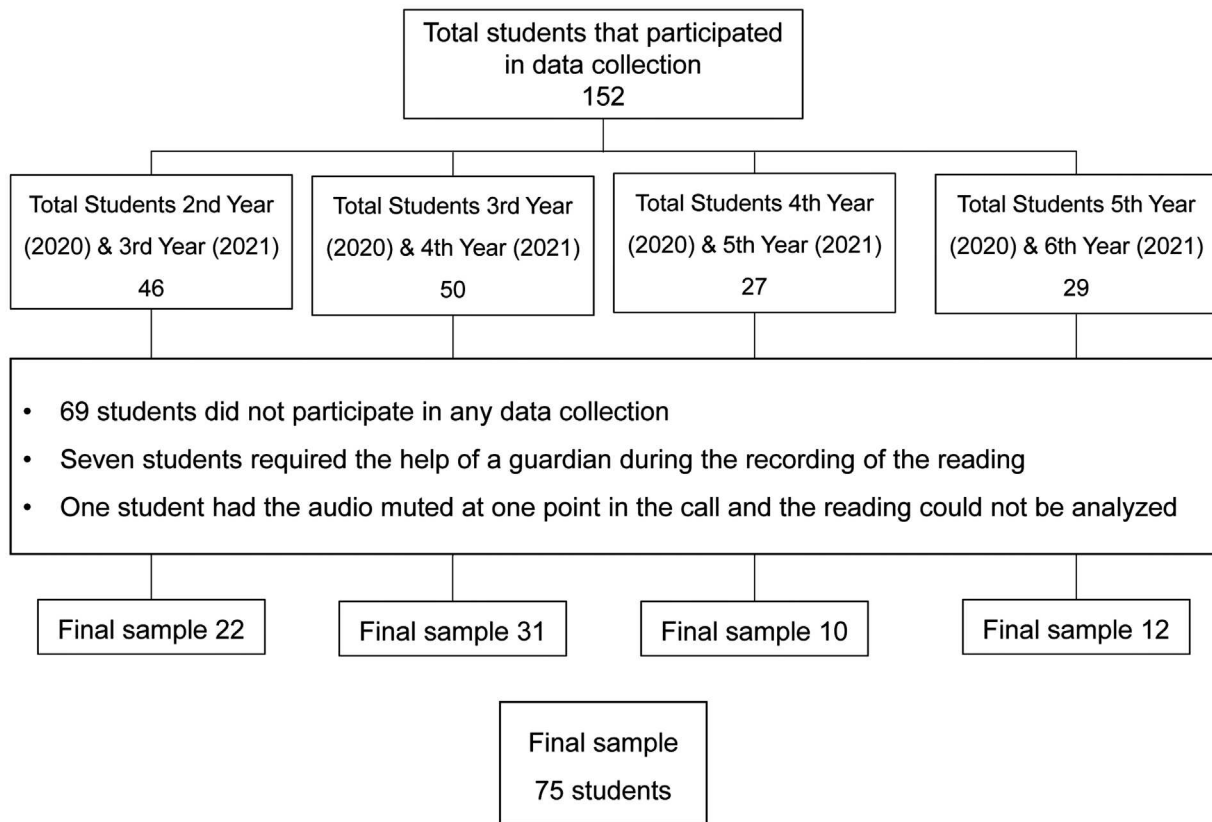 Total students that participated
in data collection
152
Total Students 2nd Year
(2020) & 3rd Year (2021)
46
Total Students 3rd Year
(2020) & 4th Year (2021)
50
Total Students 4th Year
(2020) & 5th Year (2021)
27
Total Students 5th Year
(2020) & 6th Year (2021)
29
• 69 students did not participate in any data collection
• Seven students required the help of a guardian during the recording of the reading
• One student had the audio muted at one point in the call and the reading could not be analyzed
Final sample 22
Final sample 31
Final sample 10
Final sample 12
Final sample
75 students